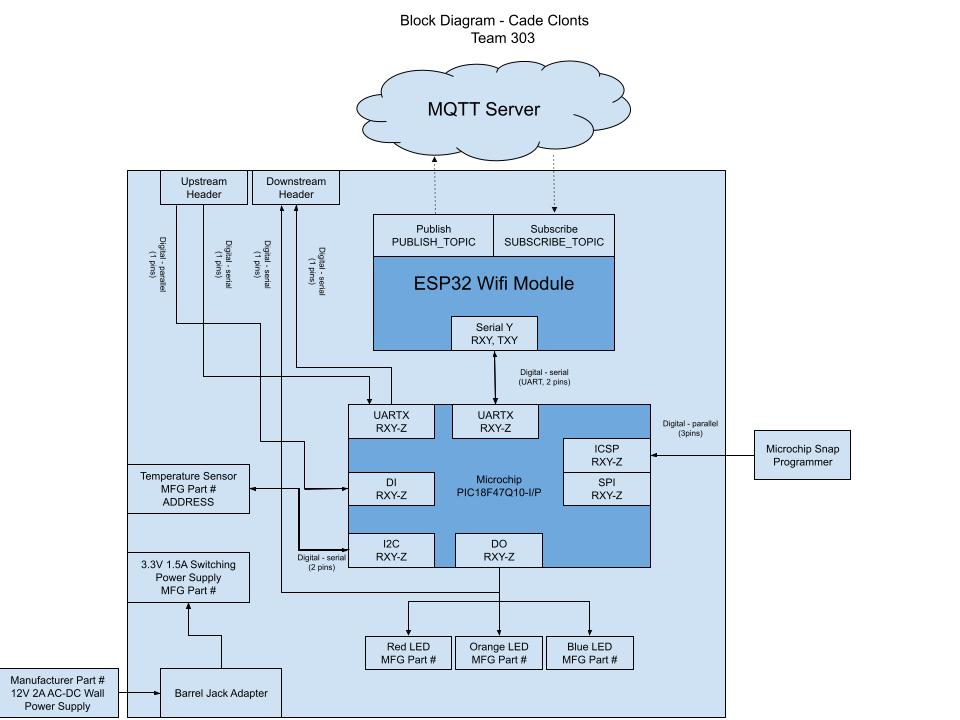 Block Diagram - Cade Clonts
Team 303
MQTT Server
Upstream
Header
Downstream
Header
Publish
PUBLISH_TOPIC
Subscribe
SUBSCRIBE_TOPIC
Digital - parallel
(1 pins)
Digital - serial
(1 pins)
Digital - serial
(1 pins)
Digital - serial
(1 pins)
ESP32 Wifi Module
Serial Y
RXY, TXY
Digital - serial
(UART, 2 pins)
UARTX
RXY-Z
UARTX
RXY-Z
Digital - parallel
(3pins)
ICSP
RXY-Z
Microchip Snap
Programmer
Temperature Sensor
MFG Part #
ADDRESS
DI
RXY-Z
Microchip
PIC18F47Q10-I/P
SPI
RXY-Z
I2C
RXY-Z
DO
RXY-Z
Digital - serial
(2 pins)
3.3V 1.5A Switching
Power Supply
MFG Part #
Red LED
MFG Part #
Orange LED
MFG Part #
Blue LED
MFG Part #
Manufacturer Part #
12V 2A AC-DC Wall
Power Supply
Barrel Jack Adapter